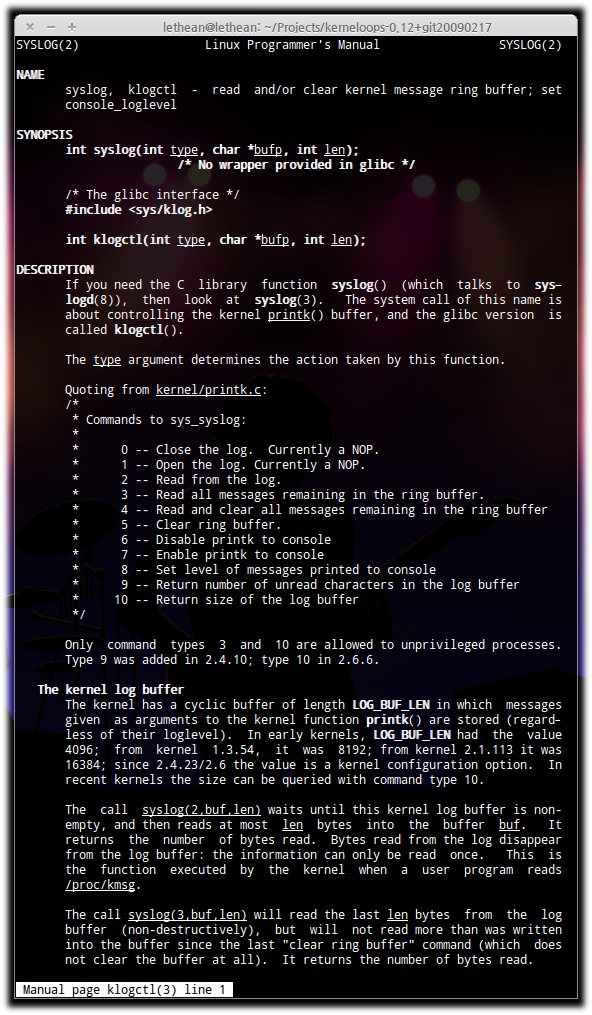 lethean@lethean: ~/Projects/kerneloops-0.12+git20090217
SYSLOG(2) Linux Programmer's Manual SYSLOG(2)
NAME
syslog, klogctl - read and/or clear kernel message ring buffer; set
console_loglevel
SYNOPSIS
int syslog(int type, char *bufp, int len);
/* No wrapper provided in glibc */
/* The glibc interface */
#include <sys/klog.h>
int klogctl(int type, char *bufp, int len);
DESCRIPTION
If you need the C library function syslog() (which talks to sys‐
logd(8)), then look at syslog(3). The system call of this name is
about controlling the kernel printk() buffer, and the glibc version is
called klogctl().
The type argument determines the action taken by this function.
Quoting from kernel/printk.c:
/*
* Commands to sys_syslog:
*
* 0 -- Close the log. Currently a NOP.
* 1 -- Open the log. Currently a NOP.
* 2 -- Read from the log.
* 3 -- Read all messages remaining in the ring buffer.
* 4 -- Read and clear all messages remaining in the ring buffer
* 5 -- Clear ring buffer.
* 6 -- Disable printk to console
* 7 -- Enable printk to console
* 8 -- Set level of messages printed to console
* 9 -- Return number of unread characters in the log buffer
* 10 -- Return size of the log buffer
*/
Only command types 3 and 10 are allowed to unprivileged processes.
Type 9 was added in 2.4.10; type 10 in 2.6.6.
The kernel log buffer
The kernel has a cyclic buffer of length LOG_BUF_LEN in which messages
given as arguments to the kernel function printk() are stored (regard‐
less of their loglevel). In early kernels, LOG_BUF_LEN had the value
4096; from kernel 1.3.54, it was 8192; from kernel 2.1.113 it was
16384; since 2.4.23/2.6 the value is a kernel configuration option. In
recent kernels the size can be queried with command type 10.
The call syslog(2,buf,len) waits until this kernel log buffer is non‐
empty, and then reads at most len bytes into the buffer buf. It
returns the number of bytes read. Bytes read from the log disappear
from the log buffer: the information can only be read once. This is
the function executed by the kernel when a user program reads
/proc/kmsg.
The call syslog(3,buf,len) will read the last len bytes from the log
buffer (non-destructively), but will not read more than was written
into the buffer since the last "clear ring buffer" command (which does
not clear the buffer at all). It returns the number of bytes read.
Manual page klogctl(3) line 1